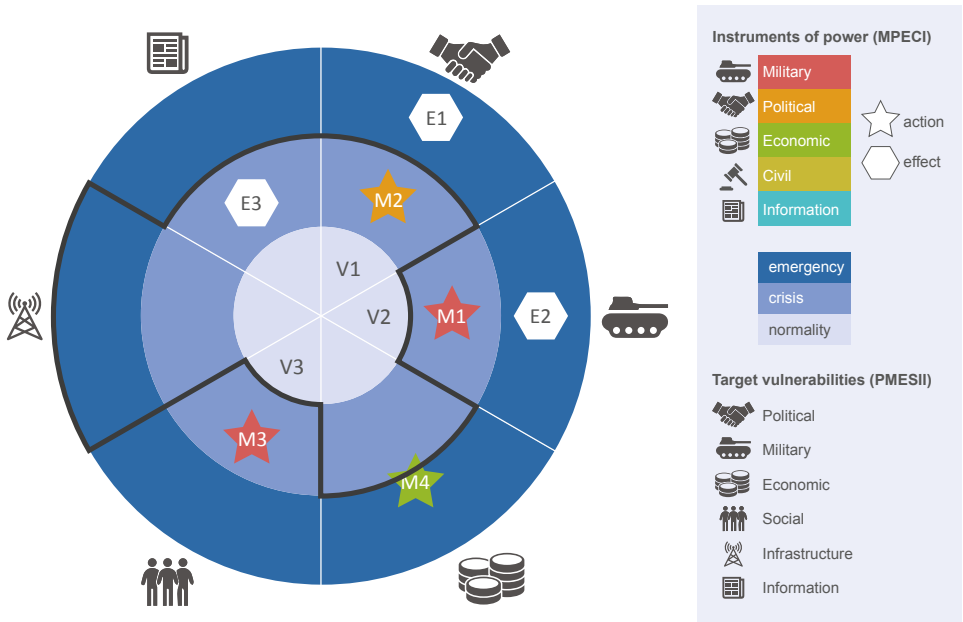 E1
E3
M2
V1
V2
M1
E2
V3
M3
M4
Instruments of power (MPECI)
Military
Political
Economic
Civil
Information
action
effect
emergency
crisis
normality
Target vulnerabilities (PMESII)
Political
Military
Economic
Social
Infrastructure
Information